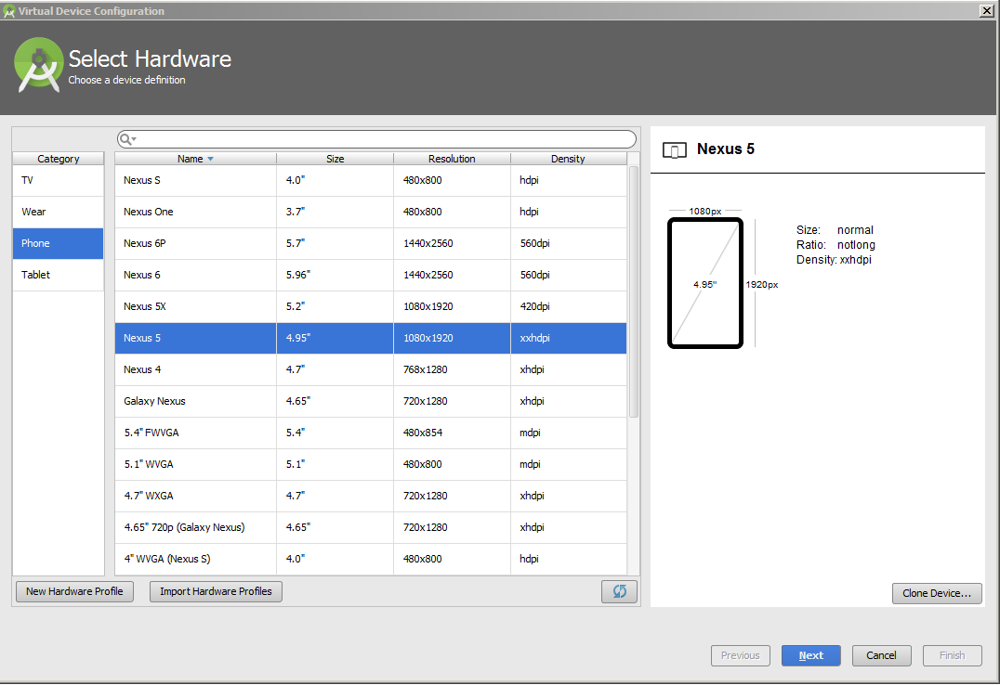 Virtual Device Configuration
Select Hardware
Choose a device definition
Category
TV
Wear
Phone
Tablet
Name Size Resolution Density
Nexus S 4.0" 480x800 hdpi
Nexus One 3.7" 480x800 hdpi
Nexus 6P 5.7" 1440x2560 560dpi
Nexus 6 5.96" 1440x2560 560dpi
Nexus 5X 5.2" 1080x1920 420dpi
Nexus 5 4.95" 1080x1920 xxhdpi
Nexus 4 4.7" 768x1280 xhdpi
Galaxy Nexus 4.65" 720x1280 xhdpi
5.4" FWVGA 5.4" 480x854 mdpi
5.1" WVGA 5.1" 480x800 mdpi
4.7" WXGA 4.7" 720x1280 xhdpi
4.65" 720p (Galaxy Nexus) 4.65" 720x1280 xhdpi
4" WVGA (Nexus S) 4.0" 480x800 hdpi
New Hardware Profile Import Hardware Profiles
Nexus 5
1080px
4.95"
1920px
Size: normal
Ratio: notlong
Density: xxhdpi
Clone Device...
Previous Next Cancel Finish